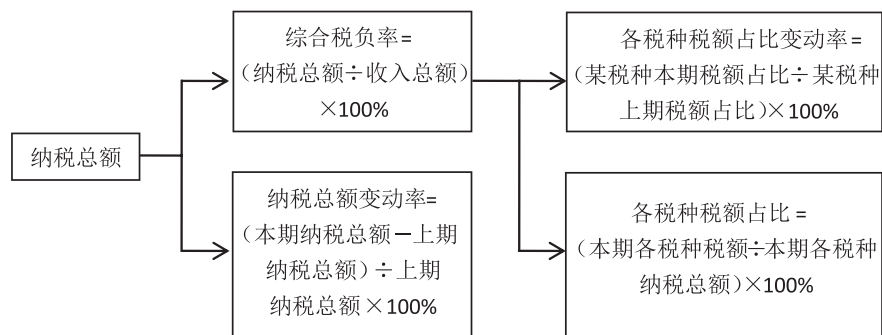 纳税总额
综合税负率=
（纳税总额÷收入总额）
×100%
纳税总额变动率=
（本期纳税总额－上期
纳税总额）÷上期
纳税总额×100%
各税种税额占比变动率=
（某税种本期税额占比÷某税种
上期税额占比）×100%
各税种税额占比 =
（本期各税种税额÷本期各税种
纳税总额）×100%